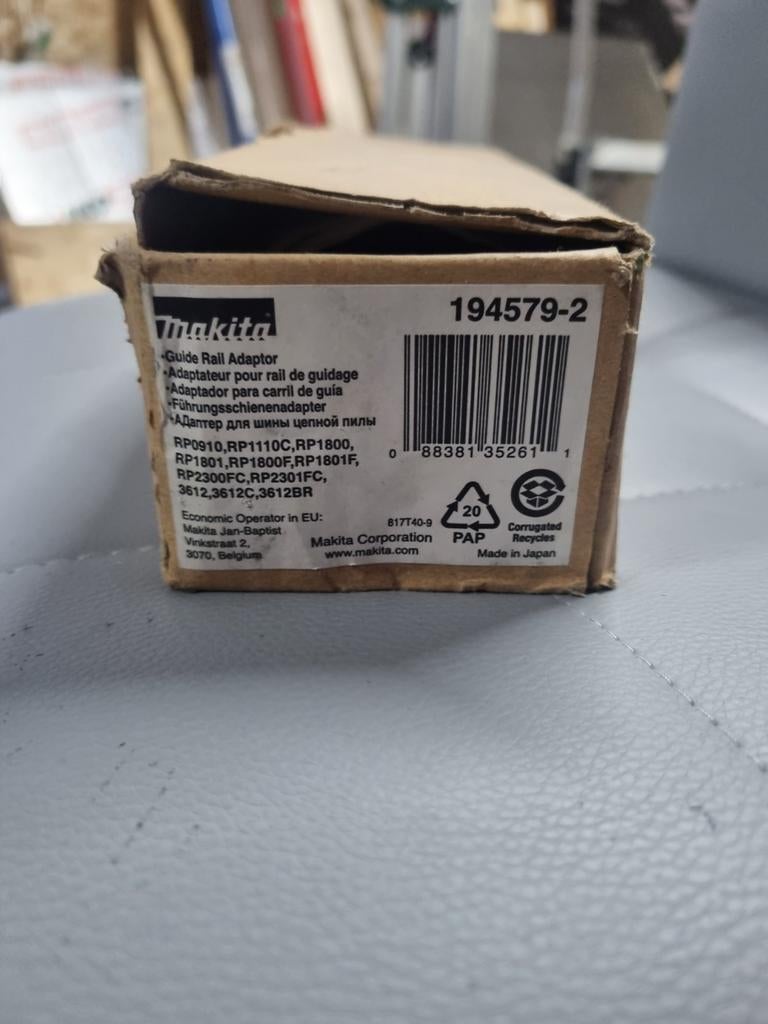 makita
194579-2
·Guide Rail Adaptor
·Adaptateur pour rail de guidage
·Adaptador para carril de guía
·Führungsschienenadapter
·АДаптер для шины цепной пилы
RP0910,RP1110C,RP1800,
RP1801,RP1800F,RP1801F,
RP2300FC,RP2301FC,
3612,3612C,3612BR
0 88381 35261 1
Economic Operator in EU:
Makita Jan-Baptist
Vinkstraat 2,
3070, Belgium
817T40-9
Makita Corporation
www.makita.com
20
PAP
Corrugated
Recycles
Made in Japan